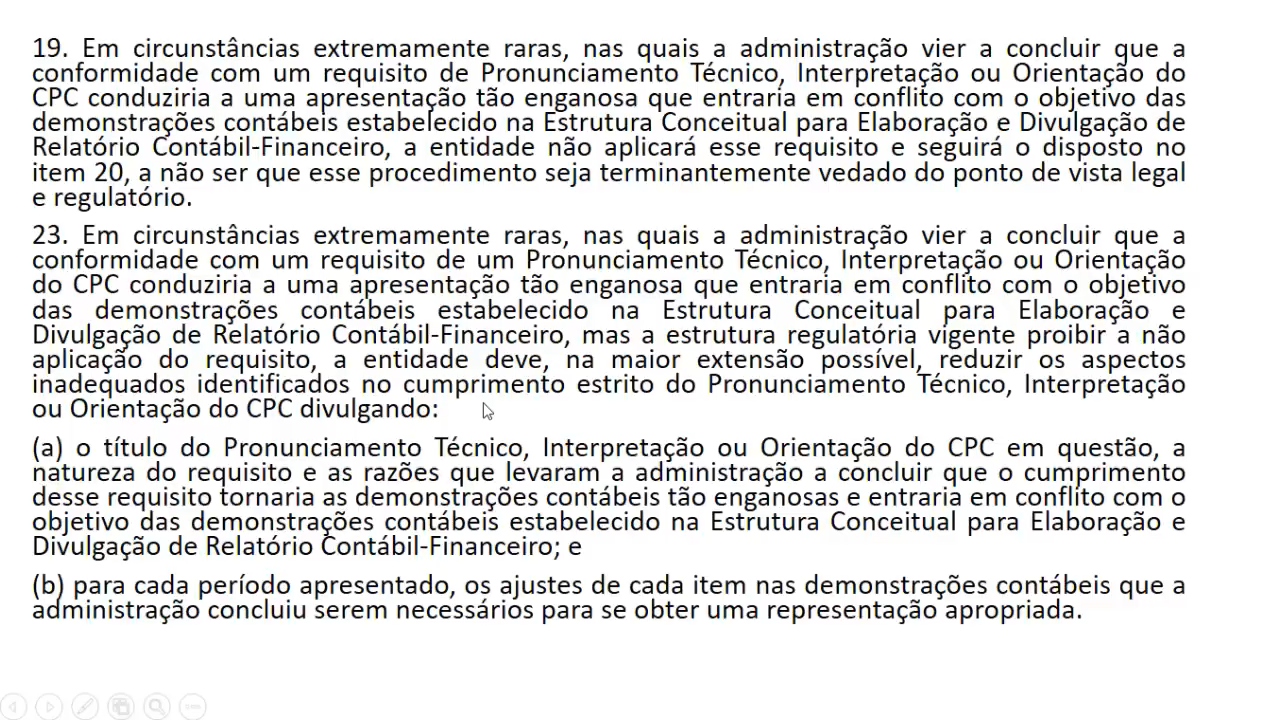 19. Em circunstâncias extremamente raras, nas quais a administração vier a concluir que a
conformidade com um requisito de Pronunciamento Técnico, Interpretação ou Orientação do
CPC conduziria a uma apresentação tão enganosa que entraria em conflito com o objetivo das
demonstrações contábeis estabelecido na Estrutura Conceitual para Elaboração e Divulgação de
Relatório Contábil-Financeiro, a entidade não aplicará esse requisito e seguirá o disposto no
item 20, a não ser que esse procedimento seja terminantemente vedado do ponto de vista legal
e regulatório.
23. Em circunstâncias extremamente raras, nas quais a administração vier a concluir que a
conformidade com um requisito de um Pronunciamento Técnico, Interpretação ou Orientação
do CPC conduziria a uma apresentação tão enganosa que entraria em conflito com o objetivo
das demonstrações contábeis estabelecido na Estrutura Conceitual para Elaboração e
Divulgação de Relatório Contábil-Financeiro, mas a estrutura regulatória vigente proibir a não
aplicação do requisito, a entidade deve, na maior extensão possível, reduzir os aspectos
inadequados identificados no cumprimento estrito do Pronunciamento Técnico, Interpretação
ou Orientação do CPC divulgando:
(a) o título do Pronunciamento Técnico, Interpretação ou Orientação do CPC em questão, a
natureza do requisito e as razões que levaram a administração a concluir que o cumprimento
desse requisito tornaria as demonstrações contábeis tão enganosas e entraria em conflito com o
objetivo das demonstrações contábeis estabelecido na Estrutura Conceitual para Elaboração e
Divulgação de Relatório Contábil-Financeiro; e
(b) para cada período apresentado, os ajustes de cada item nas demonstrações contábeis que a
administração concluiu serem necessários para se obter uma representação apropriada.